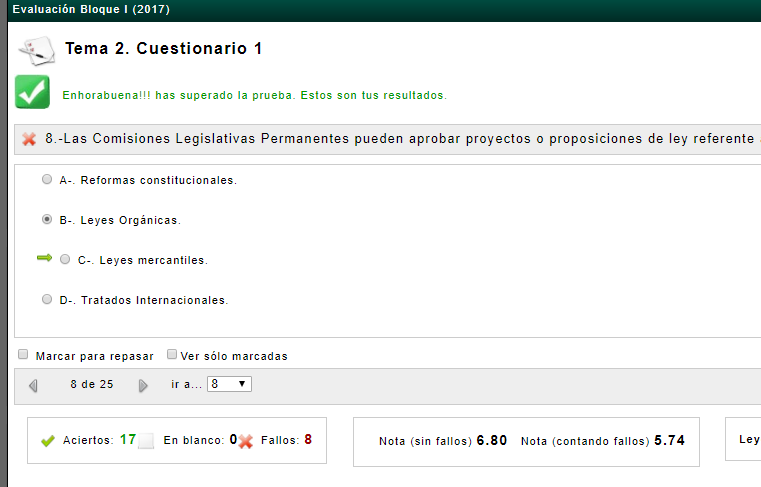 Evaluación Bloque I (2017)
Tema 2. Cuestionario 1
Enhorabuena!!! has superado la prueba. Estos son tus resultados.
8.-Las Comisiones Legislativas Permanentes pueden aprobar proyectos o proposiciones de ley referente
A-. Reformas constitucionales.
B-. Leyes Orgánicas.
C-. Leyes mercantiles.
D-. Tratados Internacionales.
Marcar para repasar Ver sólo marcadas
8 de 25 ir a... 8
Aciertos: 17 En blanco: 0 Fallos: 8 Nota (sin fallos) 6.80 Nota (contando fallos) 5.74 Ley